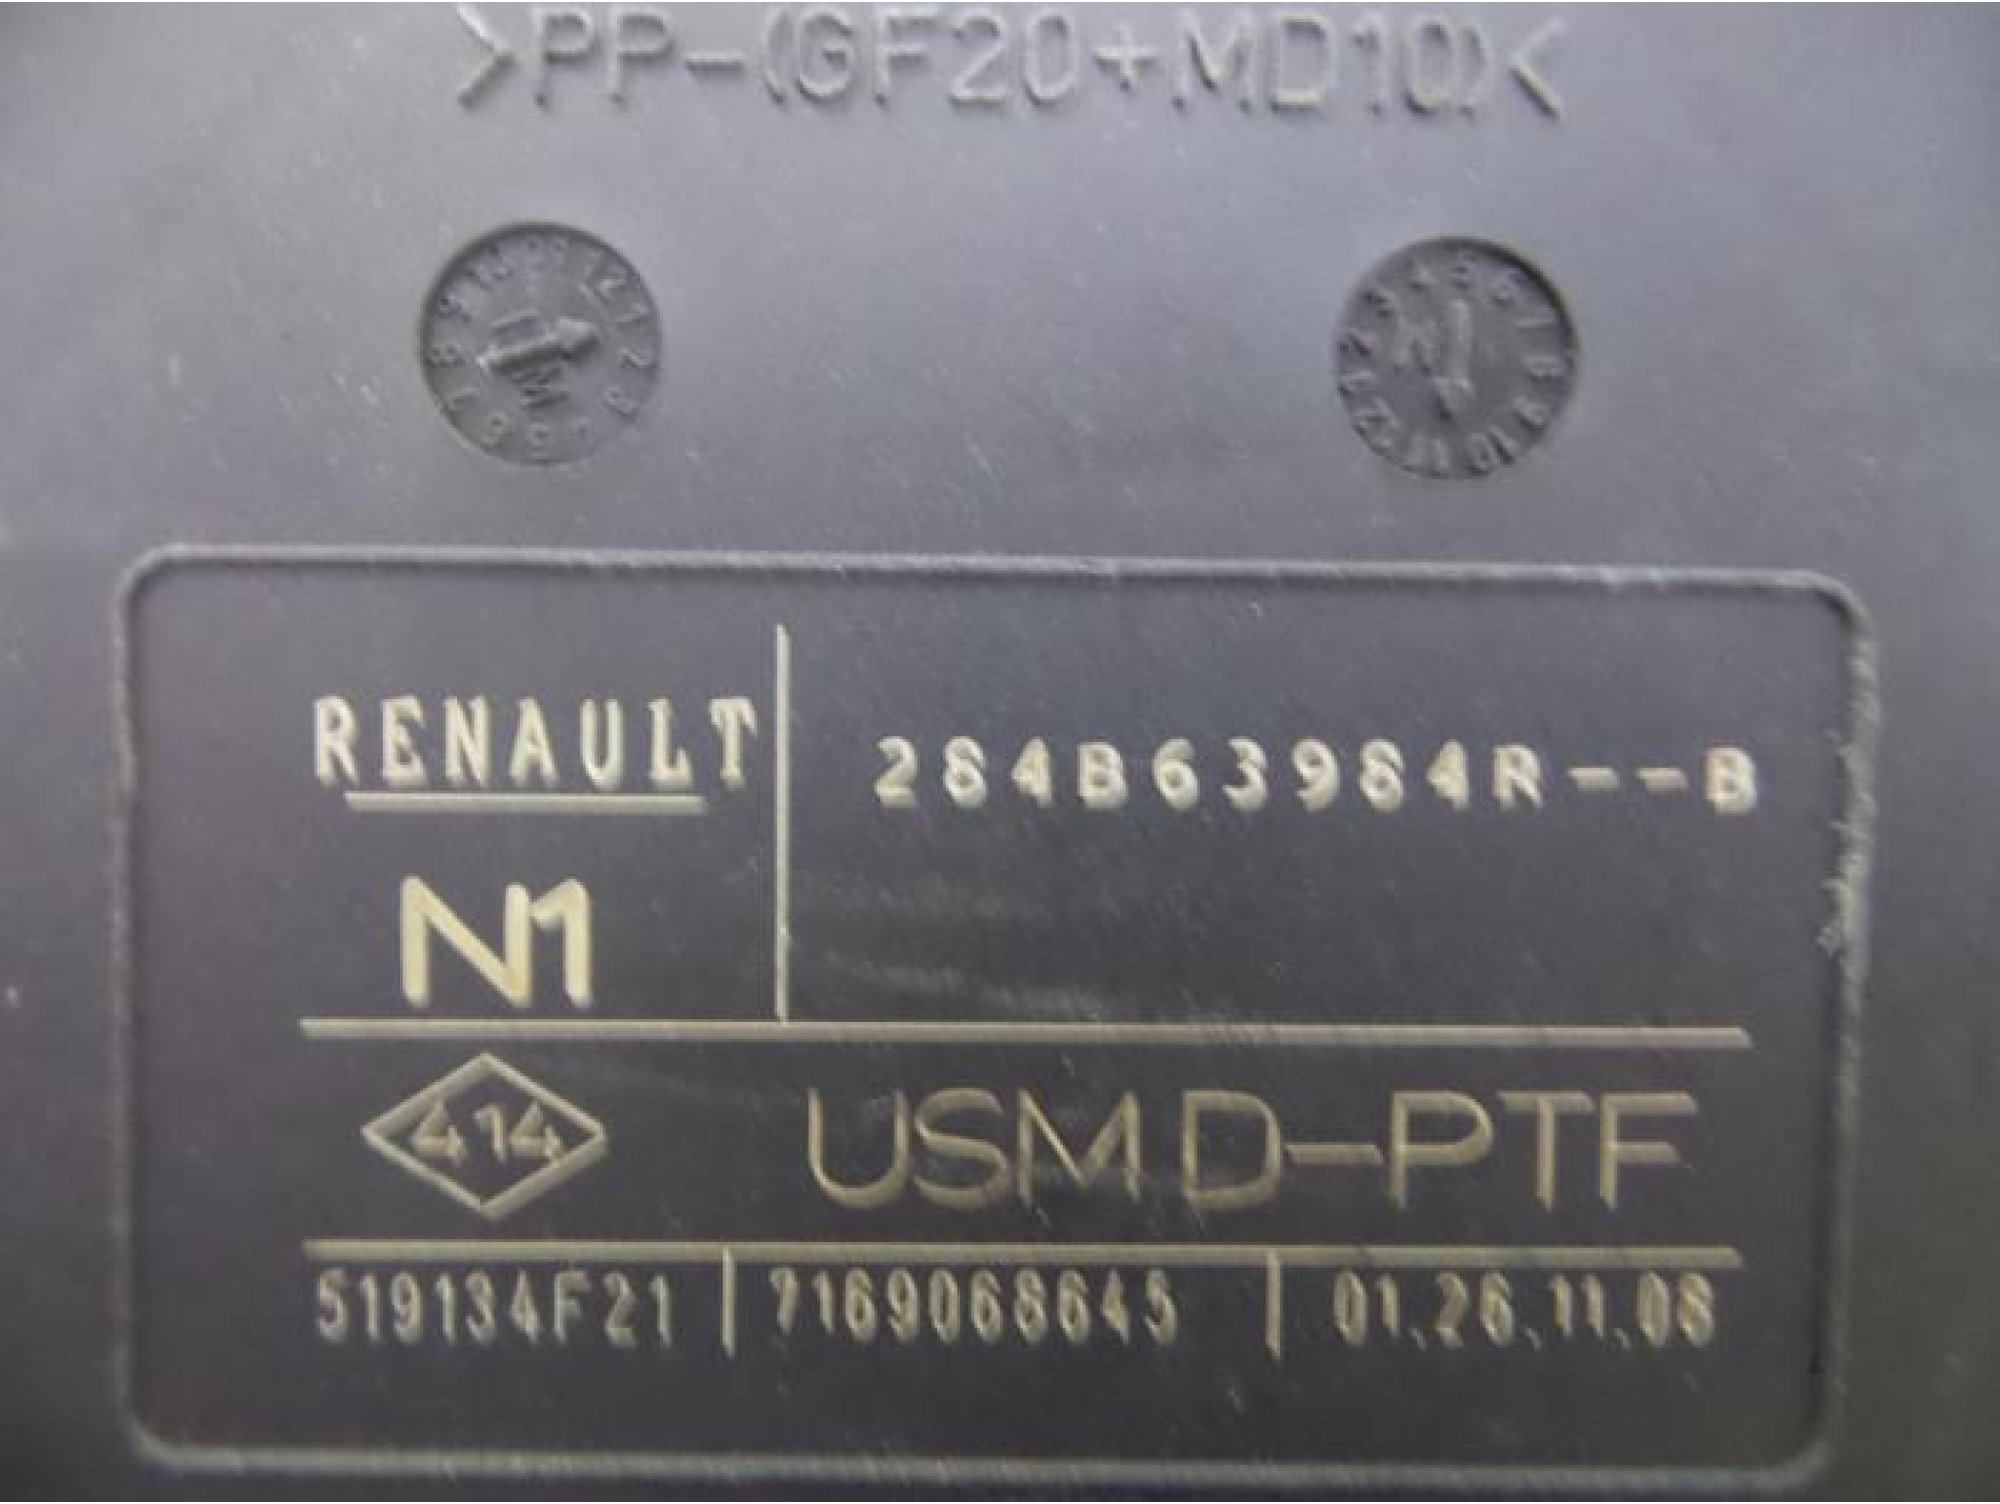 >PP-(GF20+MD10)<
RENAULT
284B63984R--B
N1
414
USM D-PTF
519134F21
7169068645
01.26.11.08